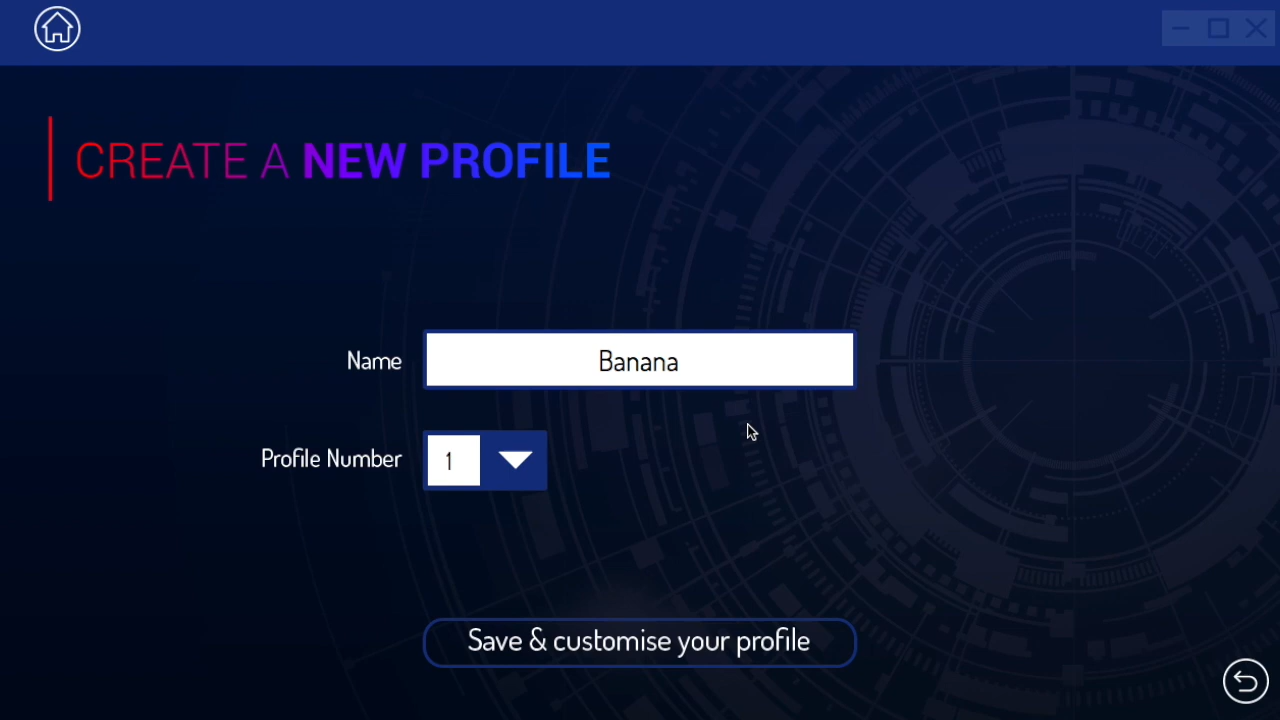 CREATE A NEW PROFILE
Name
Banana
Profile Number
1
Save & customise your profile